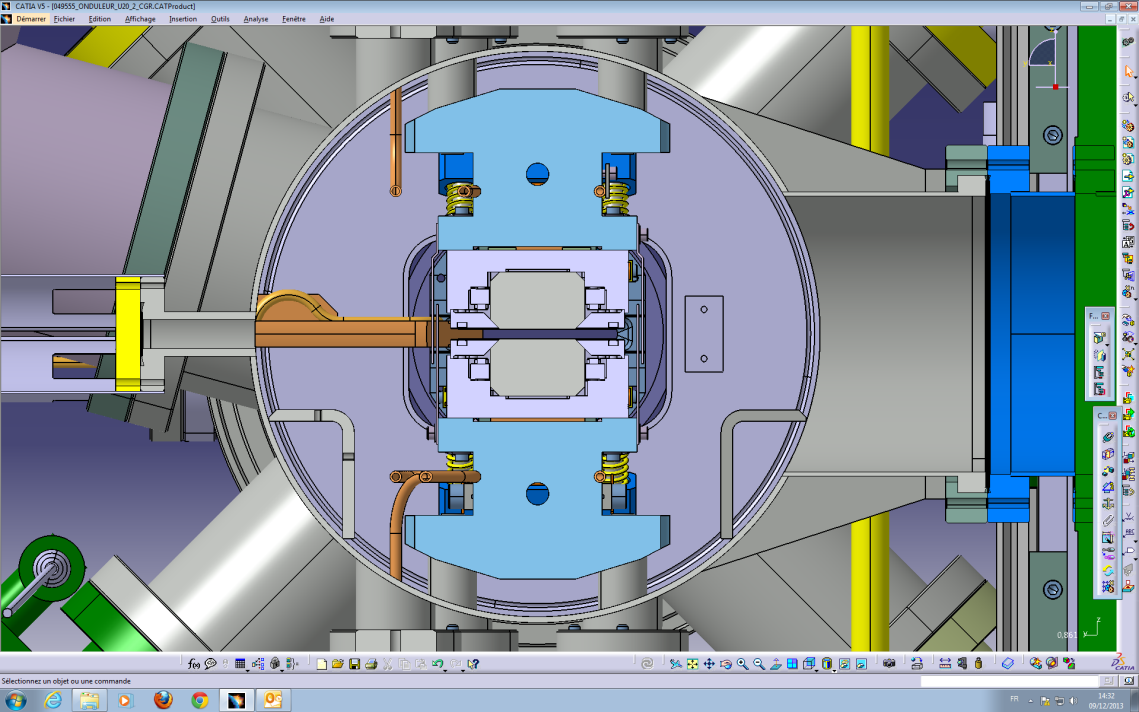 CATIA V5 - [049555_ONDULEUR_U20_2_CGR.CATProduct]
Démarrer Fichier Edition Affichage Insertion Outils Analyse Fenêtre Aide
F...
C...
0,861
y
z
f(x)
CATIA
Sélectionnez un objet ou une commande
FR
14:32
09/12/2013